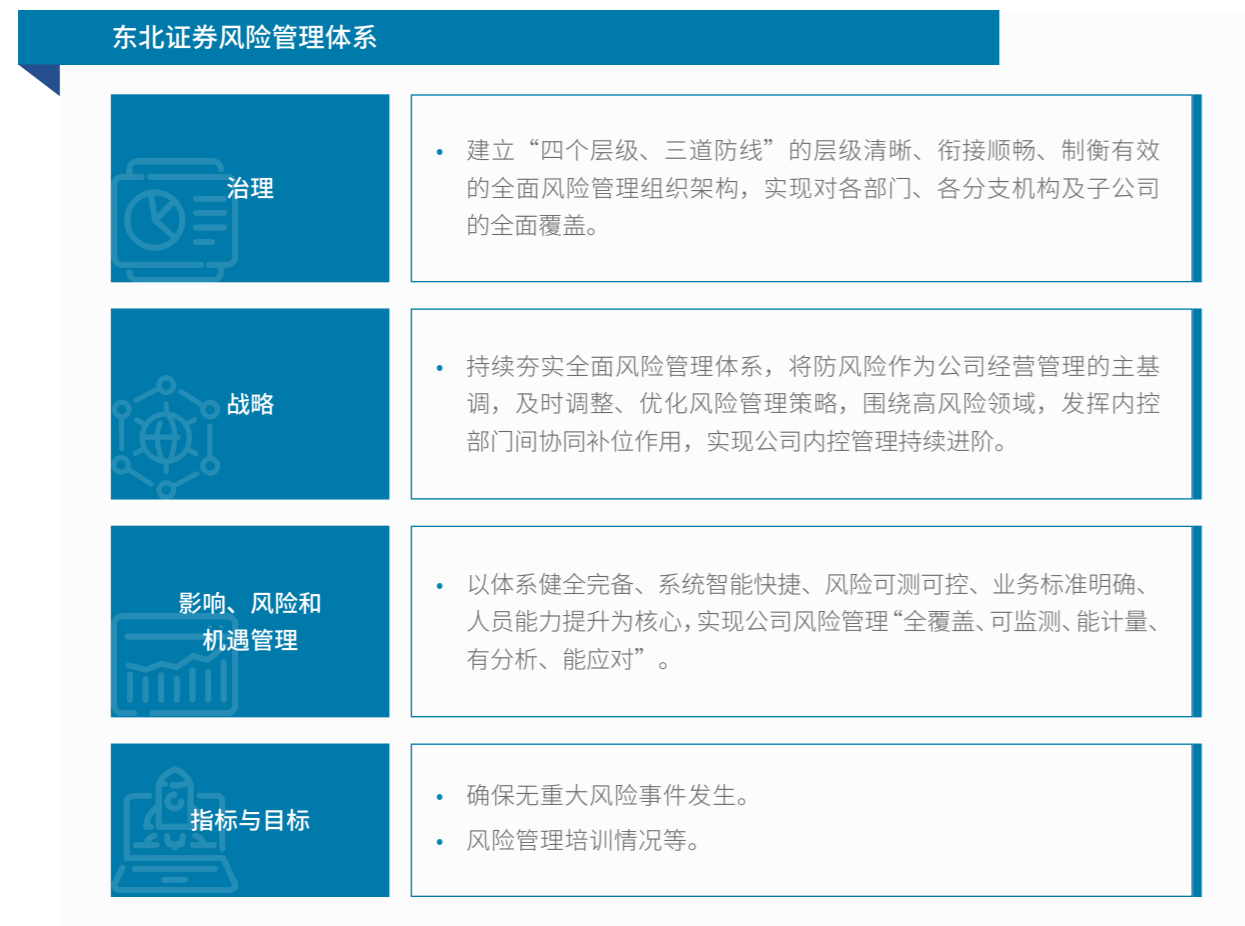 东北证券风险管理体系
治理
• 建立“四个层级、三道防线”的层级清晰、衔接顺畅、制衡有效
的全面风险管理组织架构，实现对各部门、各分支机构及子公司
的全面覆盖。
战略
• 持续夯实全面风险管理体系，将防风险作为公司经营管理的主基
调，及时调整、优化风险管理策略，围绕高风险领域，发挥内控
部门间协同补位作用，实现公司内控管理持续进阶。
影响、风险和
机遇管理
• 以体系健全完备、系统智能快捷、风险可测可控、业务标准明确、
人员能力提升为核心，实现公司风险管理“全覆盖、可监测、能计量、
有分析、能应对”。
指标与目标
• 确保无重大风险事件发生。
• 风险管理培训情况等。